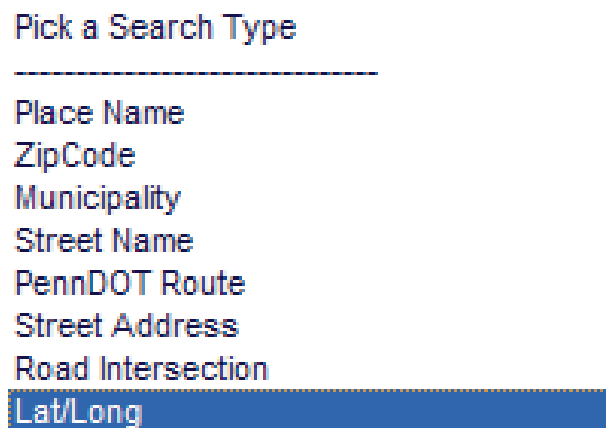 Pick a Search Type
------------------------------
Place Name
ZipCode
Municipality
Street Name
PennDOT Route
Street Address
Road Intersection
Lat/Long